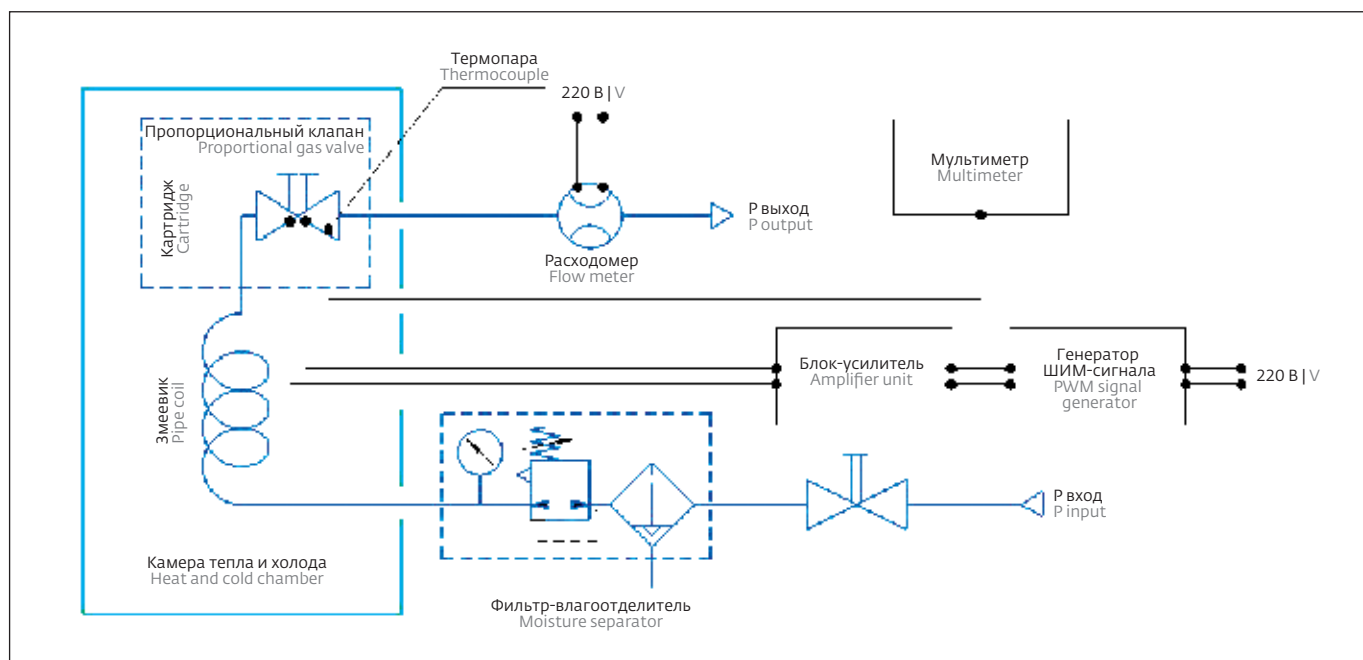 Термопара
Thermocouple
220 В | V
Пропорциональный клапан
Proportional gas valve
Картридж
Cartridge
Мультиметр
Multimeter
P выход
P output
Расходомер
Flow meter
Блок-усилитель
Amplifier unit
Генератор
ШИМ-сигнала
PWM signal
generator
220 В | V
Змеевик
Pipe coil
P вход
P input
Камера тепла и холода
Heat and cold chamber
Фильтр-влагоотделитель
Moisture separator